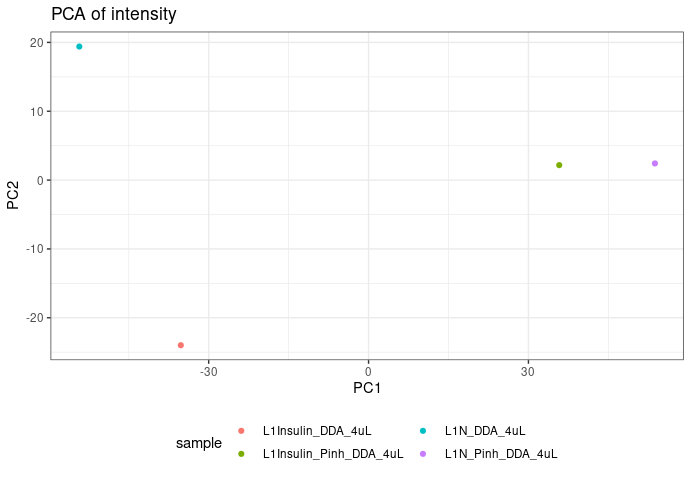 PCA of intensity
20
10
0
-10
-20
PC2
-30
0
30
PC1
sample
L1Insulin_DDA_4uL
L1N_DDA_4uL
L1Insulin_Pinh_DDA_4uL
L1N_Pinh_DDA_4uL